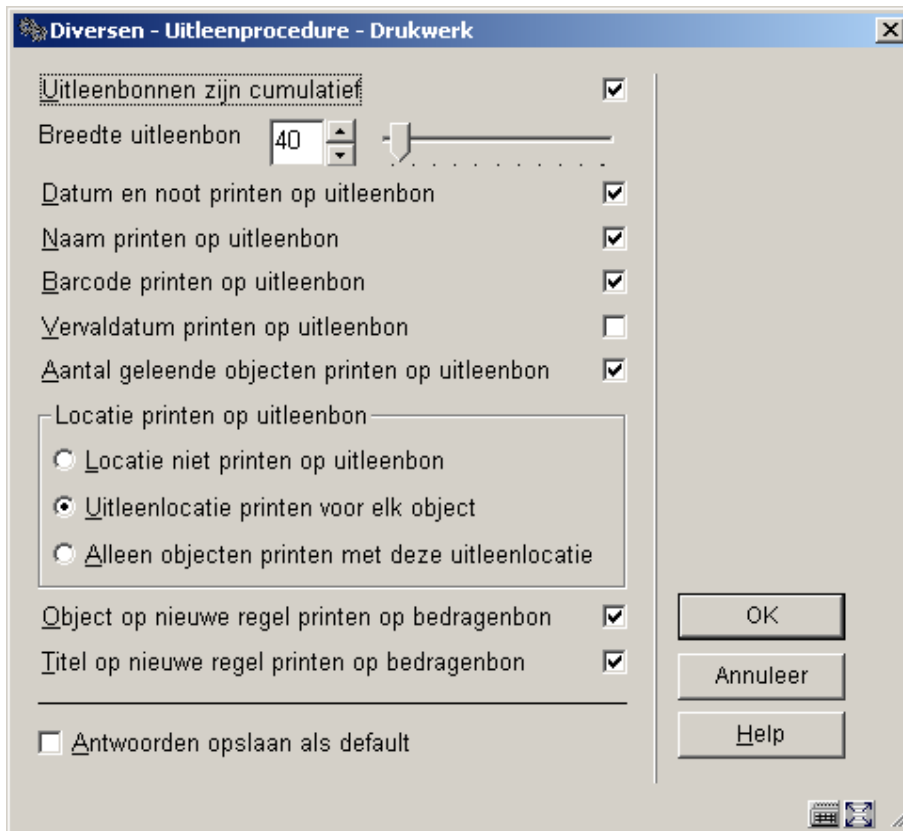 Diversen - Uitleenprocedure - Drukwerk
Uitleenbonnen zijn cumulatief
Breedte uitleenbon 40
Datum en noot printen op uitleenbon
Naam printen op uitleenbon
Barcode printen op uitleenbon
Vervaldatum printen op uitleenbon
Aantal geleende objecten printen op uitleenbon
Locatie printen op uitleenbon
Locatie niet printen op uitleenbon
Uitleenlocatie printen voor elk object
Alleen objecten printen met deze uitleenlocatie
Object op nieuwe regel printen op bedragenbon
Titel op nieuwe regel printen op bedragenbon
Antwoorden opslaan als default
OK
Annuleer
Help